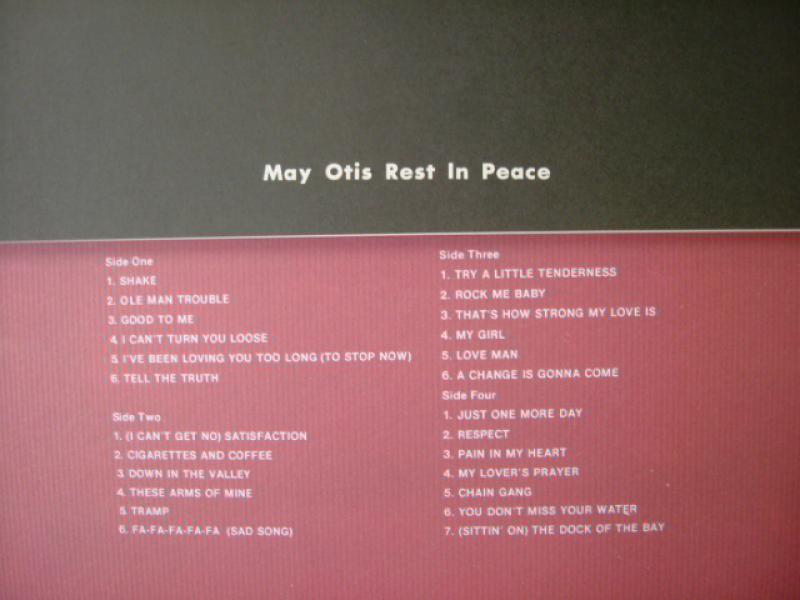 May Otis Rest In Peace
Side One
1. SHAKE
2. OLE MAN TROUBLE
3. GOOD TO ME
4. I CAN'T TURN YOU LOOSE
5. I'VE BEEN LOVING YOU TOO LONG (TO STOP NOW)
6. TELL THE TRUTH
Side Two
1. (I CAN'T GET NO) SATISFACTION
2. CIGARETTES AND COFFEE
3. DOWN IN THE VALLEY
4. THESE ARMS OF MINE
5. TRAMP
6. FA-FA-FA-FA-FA (SAD SONG)
Side Three
1. TRY A LITTLE TENDERNESS
2. ROCK ME BABY
3. THAT'S HOW STRONG MY LOVE IS
4. MY GIRL
5. LOVE MAN
6. A CHANGE IS GONNA COME
Side Four
1. JUST ONE MORE DAY
2. RESPECT
3. PAIN IN MY HEART
4. MY LOVER'S PRAYER
5. CHAIN GANG
6. YOU DON'T MISS YOUR WATER
7. (SITTIN' ON) THE DOCK OF THE BAY